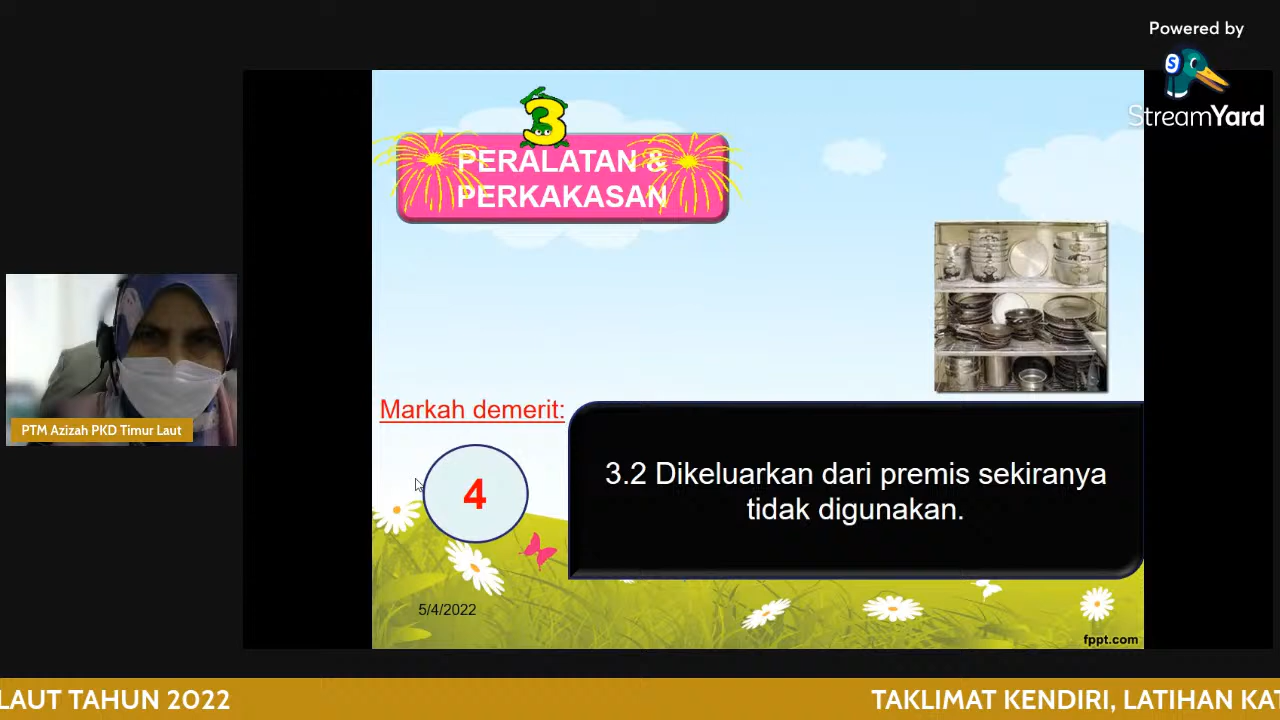 Powered by
StreamYard
3
PERALATAN &
PERKAKASAN
Markah demerit:
4
3.2 Dikeluarkan dari premis sekiranya
tidak digunakan.
PTM Azizah PKD Timur Laut
5/4/2022
fppt.com
LAUT TAHUN 2022
TAKLIMAT KENDIRI, LATIHAN KAT